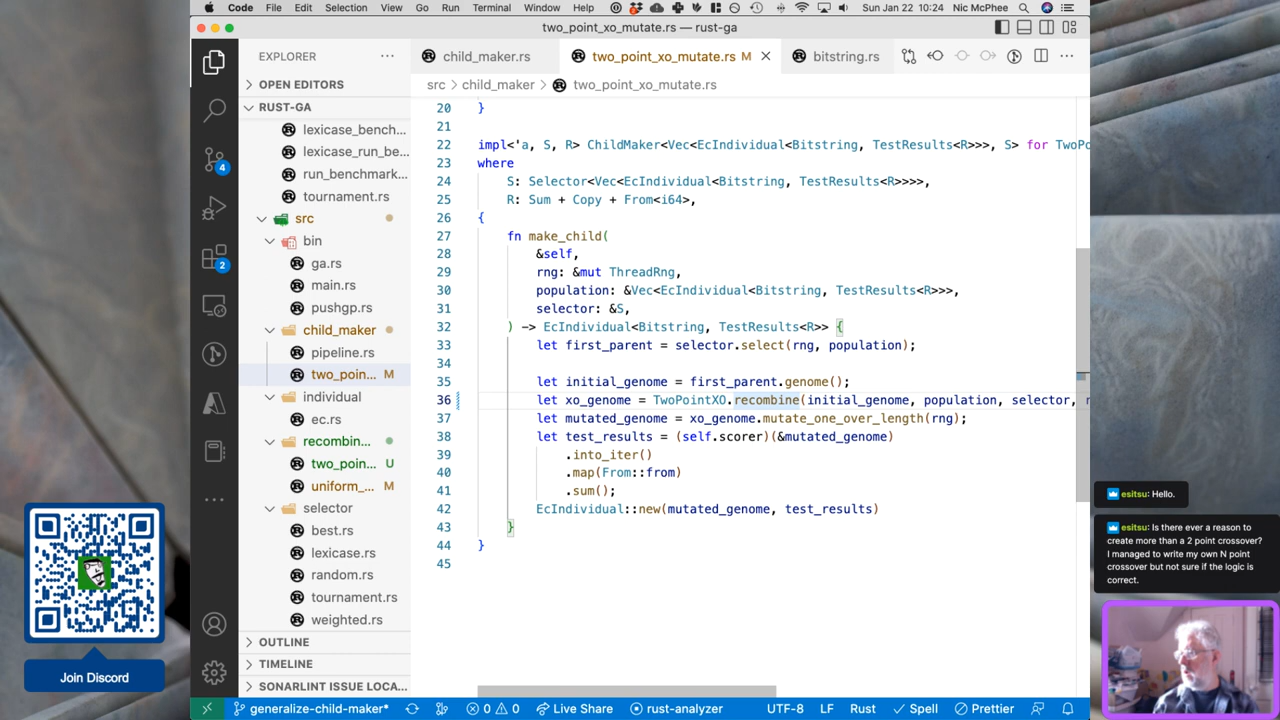 Code File Edit Selection View Go Run Terminal Window Help Sun Jan 22 10:24 Nic McPhee
two_point_xo_mutate.rs — rust-ga
EXPLORER
OPEN EDITORS
RUST-GA
lexicase_bench...
lexicase_run_be...
run_benchmark...
tournament.rs
src
bin
ga.rs
main.rs
pushgp.rs
child_maker
pipeline.rs
two_poin... M
individual
ec.rs
recombin...
two_poin... U
uniform_... M
selector
best.rs
lexicase.rs
random.rs
tournament.rs
weighted.rs
OUTLINE
TIMELINE
SONARLINT ISSUE LOCA...
4
2
child_maker.rs two_point_xo_mutate.rs M bitstring.rs
src > child_maker > two_point_xo_mutate.rs
20 }
21
22 impl<'a, S, R> ChildMaker<Vec<EcIndividual<Bitstring, TestResults<R>>>, S> for TwoPo
23 where
24 S: Selector<Vec<EcIndividual<Bitstring, TestResults<R>>>>,
25 R: Sum + Copy + From<i64>,
26 {
27 fn make_child(
28 &self,
29 rng: &mut ThreadRng,
30 population: &Vec<EcIndividual<Bitstring, TestResults<R>>>,
31 selector: &S,
32 ) -> EcIndividual<Bitstring, TestResults<R>> {
33 let first_parent = selector.select(rng, population);
34
35 let initial_genome = first_parent.genome();
36 let xo_genome = TwoPointXO.recombine(initial_genome, population, selector,
37 let mutated_genome = xo_genome.mutate_one_over_length(rng);
38 let test_results = (self.scorer)(&mutated_genome)
39 .into_iter()
40 .map(From::from)
41 .sum();
42 EcIndividual::new(mutated_genome, test_results)
43 }
44 }
45
generalize-child-maker* 0 0 Live Share rust-analyzer UTF-8 LF Rust Spell Prettier
Join Discord
esitsu: Hello.
esitsu: Is there ever a reason to
create more than a 2 point crossover?
I managed to write my own N point
crossover but not sure if the logic is
correct.